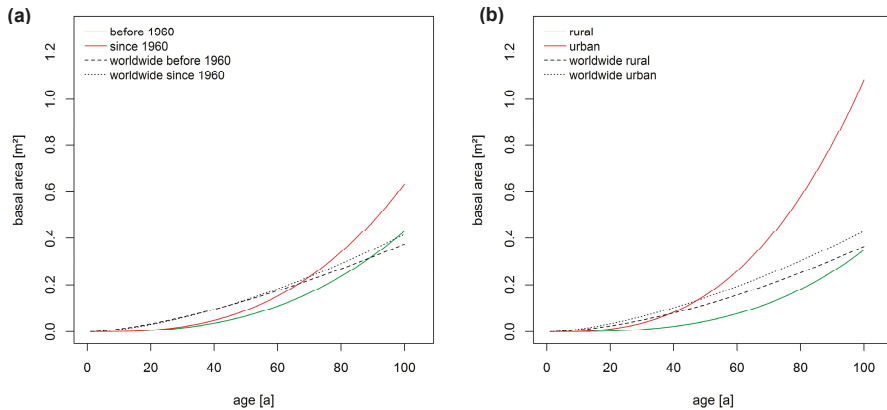 (a)
before 1960
since 1960
worldwide before 1960
worldwide since 1960
basal area [m²]
0.0 0.2 0.4 0.6 0.8 1.0 1.2
0 20 40 60 80 100
age [a]
(b)
rural
urban
worldwide rural
worldwide urban
basal area [m²]
0.0 0.2 0.4 0.6 0.8 1.0 1.2
0 20 40 60 80 100
age [a]